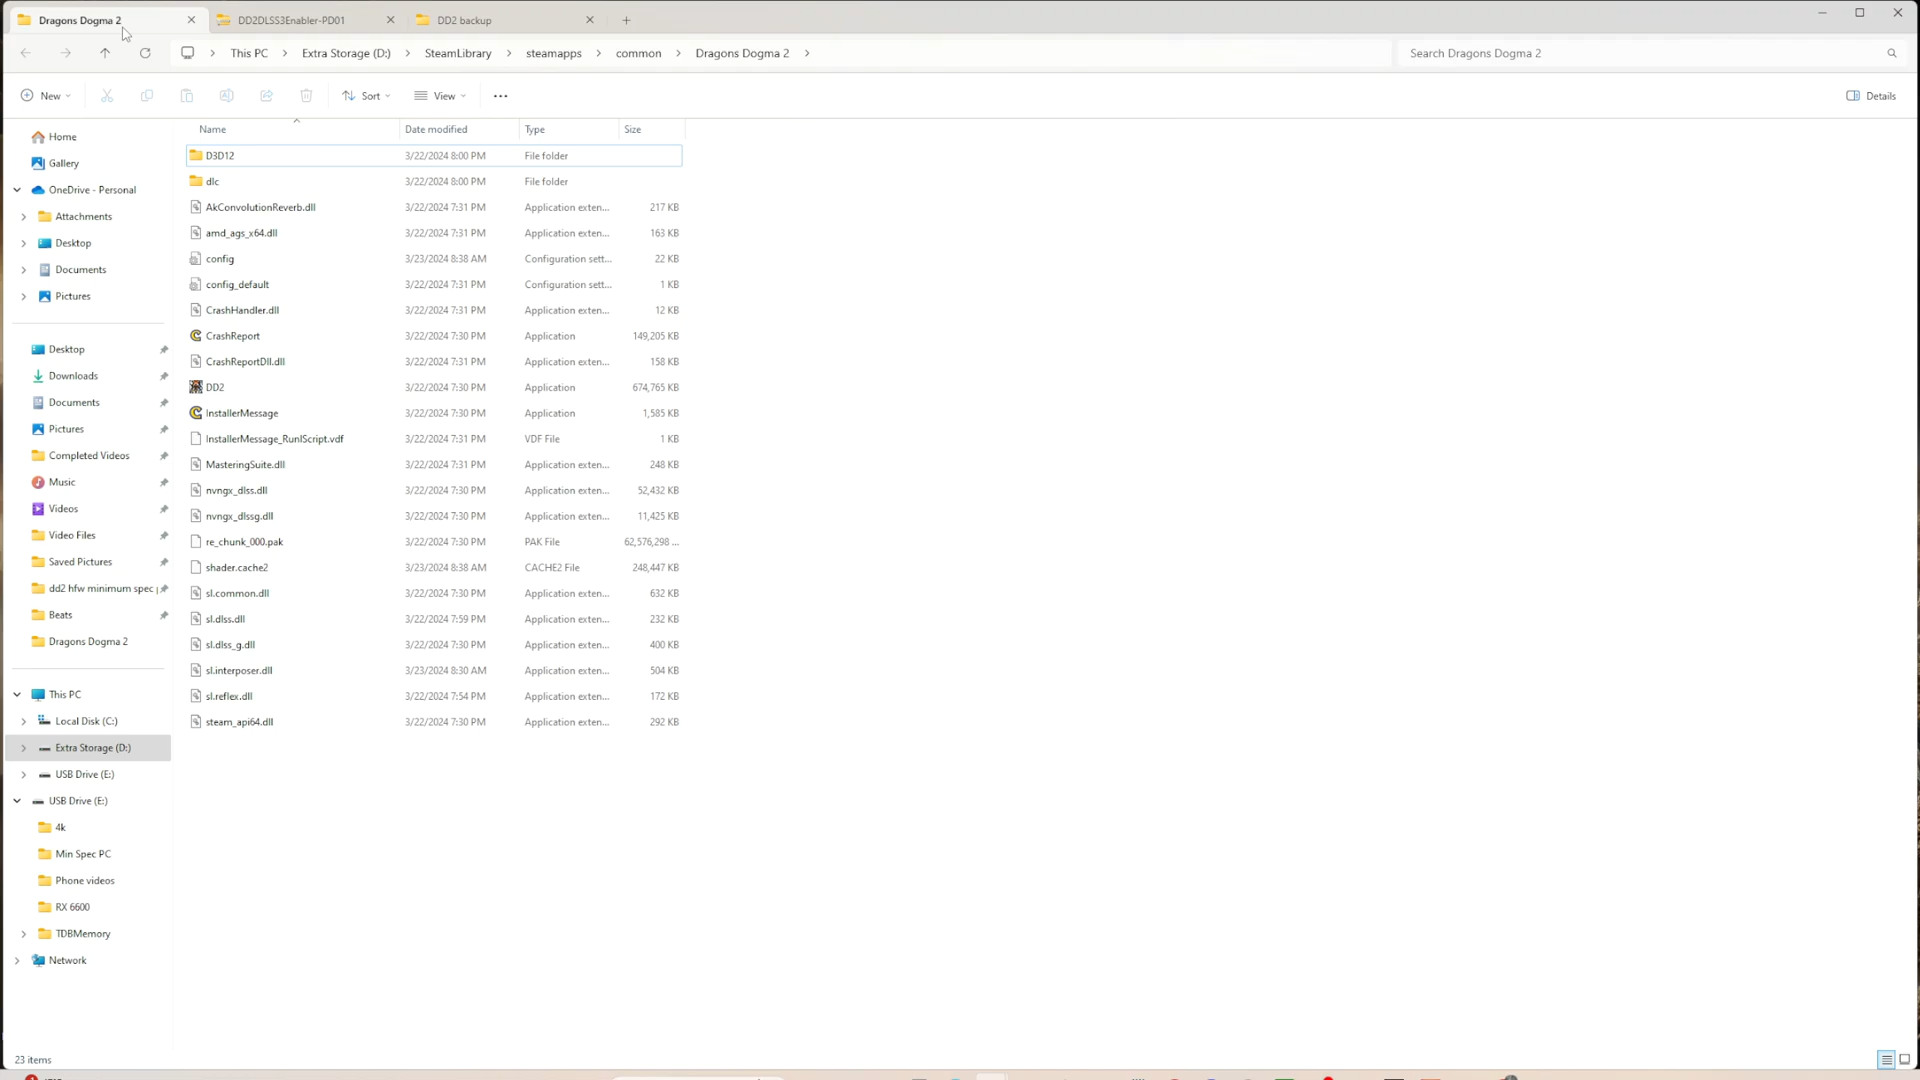 Dragons Dogma 2
DD2DLSS3Enabler-PD01
DD2 backup
This PC > Extra Storage (D:) > SteamLibrary > steamapps > common > Dragons Dogma 2 >
Search Dragons Dogma 2
New
Sort
View
Details
Name Date modified Type Size
D3D12 3/22/2024 8:00 PM File folder
dlc 3/22/2024 8:00 PM File folder
AkConvolutionReverb.dll 3/22/2024 7:31 PM Application exten... 217 KB
amd_ags_x64.dll 3/22/2024 7:31 PM Application exten... 163 KB
config 3/23/2024 8:38 AM Configuration sett... 22 KB
config_default 3/22/2024 7:31 PM Configuration sett... 1 KB
CrashHandler.dll 3/22/2024 7:31 PM Application exten... 12 KB
CrashReport 3/22/2024 7:30 PM Application 149,205 KB
CrashReportDll.dll 3/22/2024 7:31 PM Application exten... 158 KB
DD2 3/22/2024 7:30 PM Application 674,765 KB
InstallerMessage 3/22/2024 7:30 PM Application 1,585 KB
InstallerMessage_RunIScript.vdf 3/22/2024 7:31 PM VDF File 1 KB
MasteringSuite.dll 3/22/2024 7:31 PM Application exten... 248 KB
nvngx_dlss.dll 3/22/2024 7:30 PM Application exten... 52,432 KB
nvngx_dlssg.dll 3/22/2024 7:30 PM Application exten... 11,425 KB
re_chunk_000.pak 3/22/2024 7:30 PM PAK File 62,576,298 ...
shader.cache2 3/23/2024 8:38 AM CACHE2 File 248,447 KB
sl.common.dll 3/22/2024 7:30 PM Application exten... 632 KB
sl.dlss.dll 3/22/2024 7:59 PM Application exten... 232 KB
sl.dlss_g.dll 3/22/2024 7:30 PM Application exten... 400 KB
sl.interposer.dll 3/23/2024 8:30 AM Application exten... 504 KB
sl.reflex.dll 3/22/2024 7:54 PM Application exten... 172 KB
steam_api64.dll 3/22/2024 7:30 PM Application exten... 292 KB
Home
Gallery
OneDrive - Personal
Attachments
Desktop
Documents
Pictures
Desktop
Downloads
Documents
Pictures
Completed Videos
Music
Videos
Video Files
Saved Pictures
dd2 hfw minimum spec
Beats
Dragons Dogma 2
This PC
Local Disk (C:)
Extra Storage (D:)
USB Drive (E:)
USB Drive (E:)
4k
Min Spec PC
Phone videos
RX 6600
TDBMemory
Network
23 items